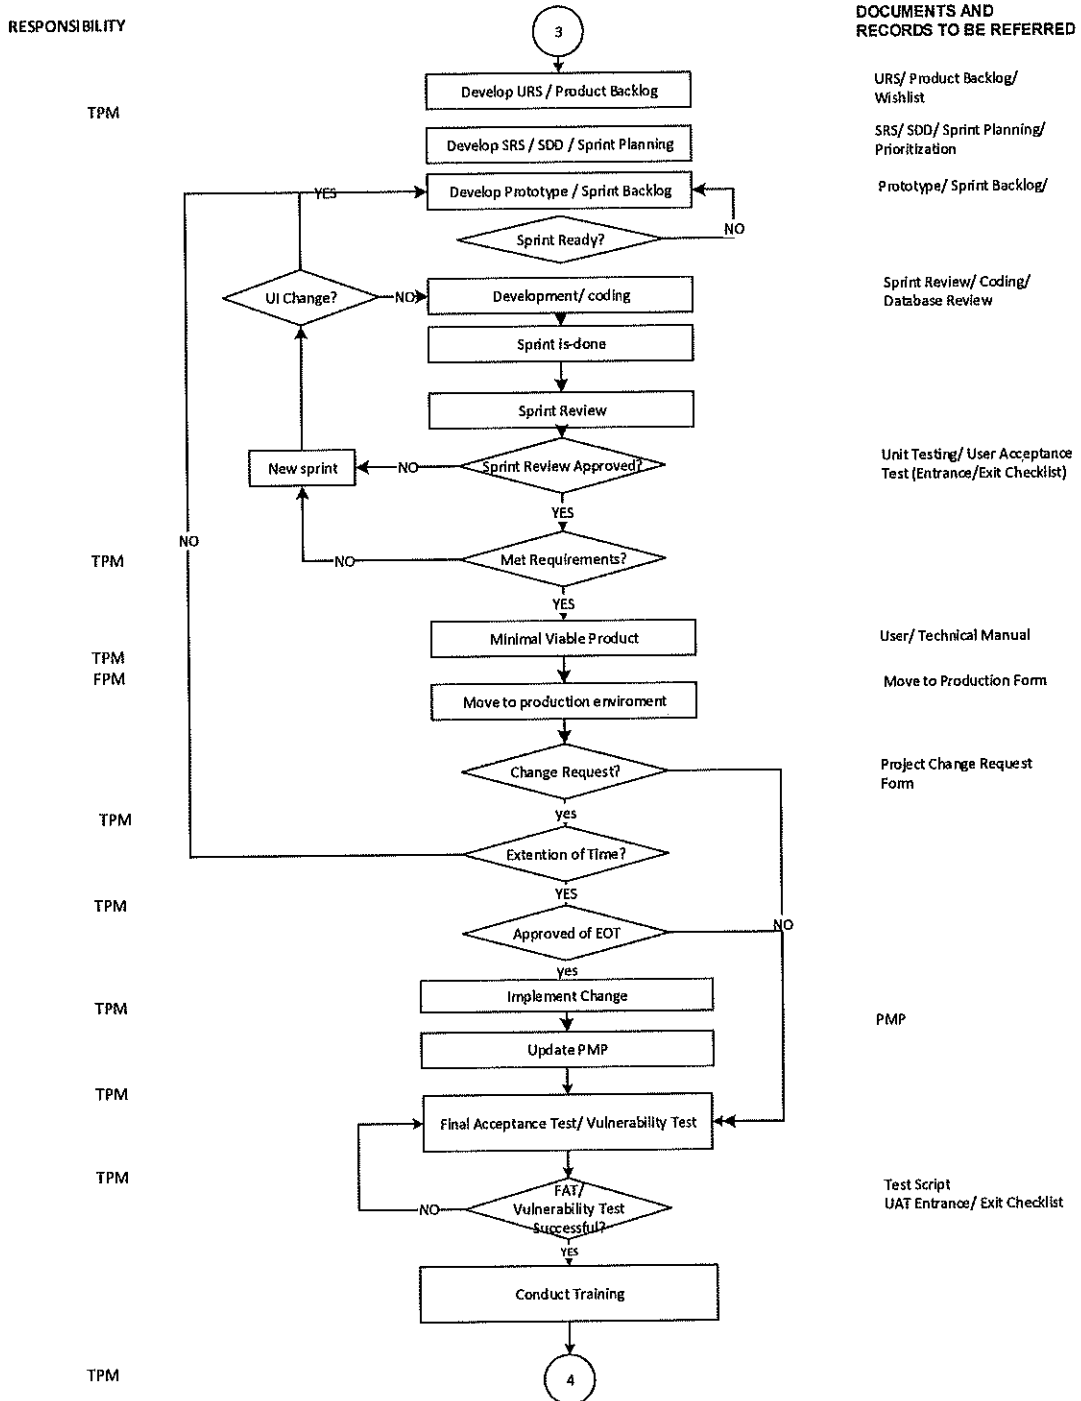 RESPONSIBILITY
DOCUMENTS AND
RECORDS TO BE REFERRED
3
Develop URS / Product Backlog
URS/ Product Backlog/
Wishlist
TPM
Develop SRS / SDD / Sprint Planning
SRS/ SDD/ Sprint Planning/
Prioritization
YES
Develop Prototype / Sprint Backlog
Prototype/ Sprint Backlog/
Sprint Ready?
NO
UI Change?
NO
Development/ coding
Sprint Review/ Coding/
Database Review
Sprint is-done
Sprint Review
New sprint
NO
Sprint Review Approved?
Unit Testing/ User Acceptance
Test (Entrance/Exit Checklist)
YES
NO
TPM
NO
Met Requirements?
YES
Minimal Viable Product
User/ Technical Manual
TPM
FPM
Move to production enviroment
Move to Production Form
Change Request?
Project Change Request
Form
yes
TPM
Extention of Time?
YES
TPM
Approved of EOT
NO
yes
Implement Change
TPM
PMP
Update PMP
TPM
Final Acceptance Test/ Vulnerability Test
TPM
FAT/
Vulnerability Test
Successful?
NO
Test Script
UAT Entrance/ Exit Checklist
YES
Conduct Training
TPM
4